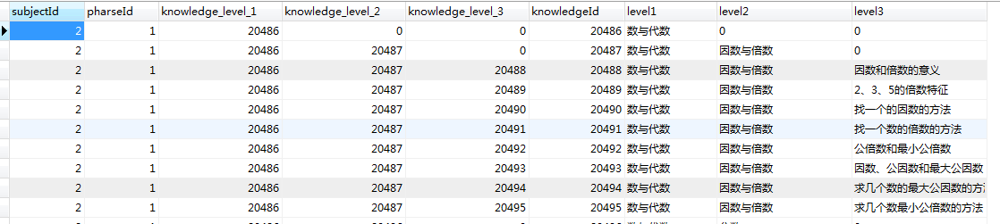 subjectId pharseId knowledge_level_1 knowledge_level_2 knowledge_level_3 knowledgeId level1 level2 level3
2 1 20486 0 0 20486 数与代数 0 0
2 1 20486 20487 0 20487 数与代数 因数与倍数 0
2 1 20486 20487 20488 20488 数与代数 因数与倍数 因数和倍数的意义
2 1 20486 20487 20489 20489 数与代数 因数与倍数 2、3、5的倍数特征
2 1 20486 20487 20490 20490 数与代数 因数与倍数 找一个的因数的方法
2 1 20486 20487 20491 20491 数与代数 因数与倍数 找一个数的倍数的方法
2 1 20486 20487 20492 20492 数与代数 因数与倍数 公倍数和最小公倍数
2 1 20486 20487 20493 20493 数与代数 因数与倍数 因数、公因数和最大公因数
2 1 20486 20487 20494 20494 数与代数 因数与倍数 求几个数的最大公因数的方
2 1 20486 20487 20495 20495 数与代数 因数与倍数 求几个数最小公倍数的方法